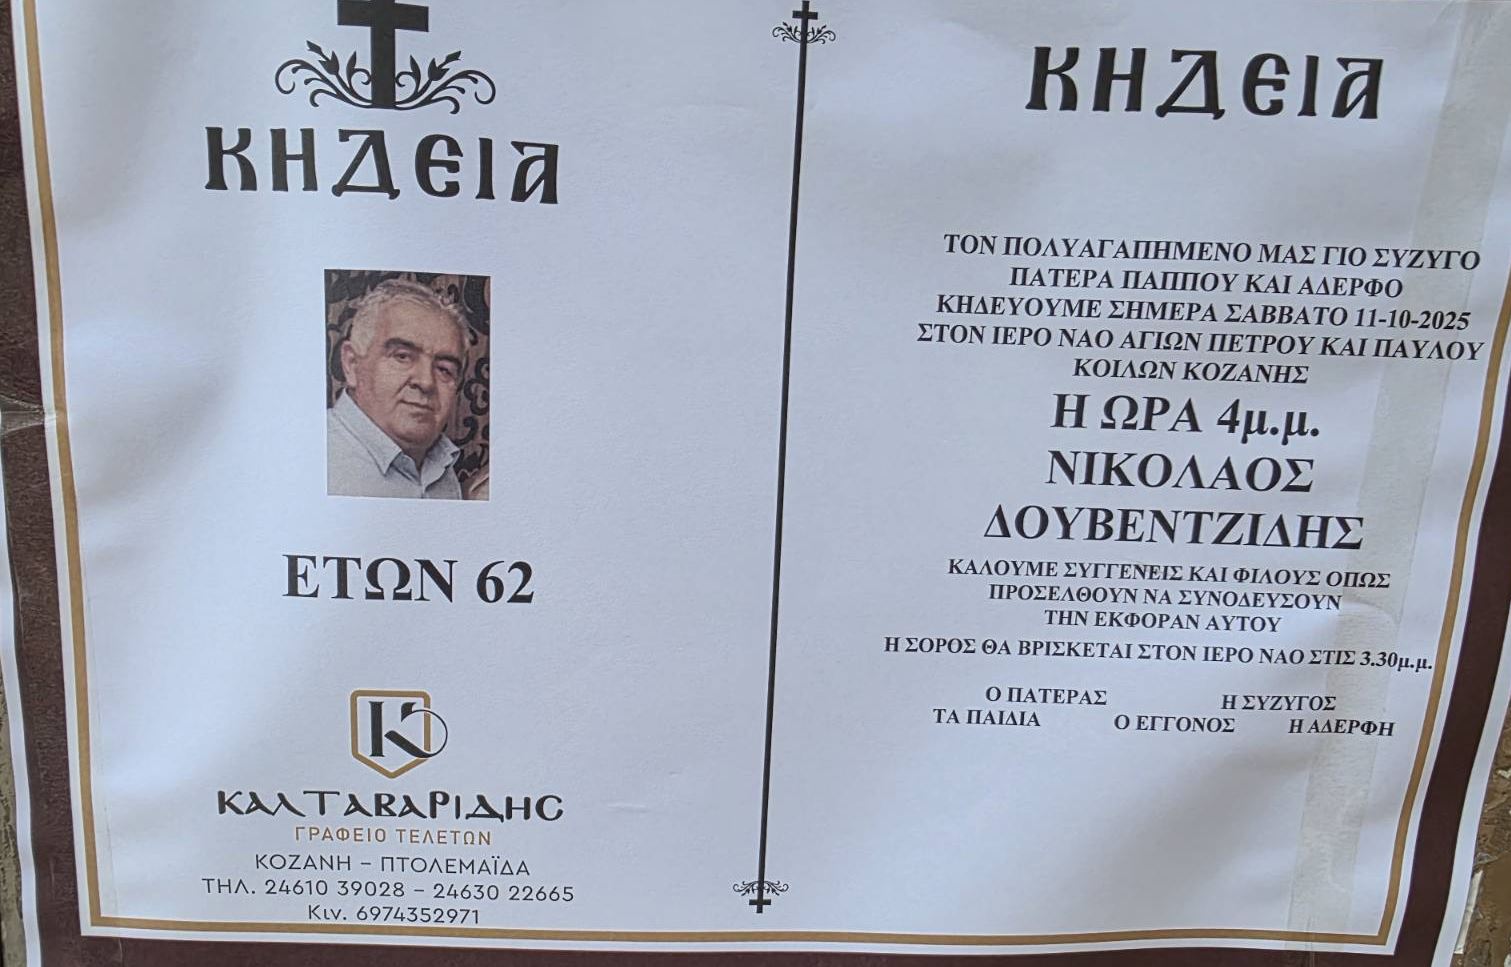 ΚΗΔΕΙΑ
ΕΤΩΝ 62
Κ
ΚΑΛΤΑΒΑΡΙΔΗС
ΓΡΑΦΕΙΟ ΤΕΛΕΤΩΝ
ΚΟΖΑΝΗ – ΠΤΟΛΕΜΑΪΔΑ
ΤΗΛ. 24610 39028 – 24630 22665
Κιν. 6974352971
ΚΗΔΕΙΑ
ΤΟΝ ΠΟΛΥΑΓΑΠΗΜΕΝΟ ΜΑΣ ΓΙΟ ΣΥΖΥΓΟ
ΠΑΤΕΡΑ ΠΑΠΠΟΥ ΚΑΙ ΑΔΕΡΦΟ
ΚΗΔΕΥΟΥΜΕ ΣΗΜΕΡΑ ΣΑΒΒΑΤΟ 11-10-2025
ΣΤΟΝ ΙΕΡΟ ΝΑΟ ΑΓΙΩΝ ΠΕΤΡΟΥ ΚΑΙ ΠΑΥΛΟΥ
ΚΟΙΛΩΝ ΚΟΖΑΝΗΣ
Η ΩΡΑ 4μ.μ.
ΝΙΚΟΛΑΟΣ
ΔΟΥΒΕΝΤΖΙΔΗΣ
ΚΑΛΟΥΜΕ ΣΥΓΓΕΝΕΙΣ ΚΑΙ ΦΙΛΟΥΣ ΟΠΩΣ
ΠΡΟΣΕΛΘΟΥΝ ΝΑ ΣΥΝΟΔΕΥΣΟΥΝ
ΤΗΝ ΕΚΦΟΡΑΝ ΑΥΤΟΥ
Η ΣΟΡΟΣ ΘΑ ΒΡΙΣΚΕΤΑΙ ΣΤΟΝ ΙΕΡΟ ΝΑΟ ΣΤΙΣ 3.30μ.μ.
Ο ΠΑΤΕΡΑΣ Η ΣΥΖΥΓΟΣ
ΤΑ ΠΑΙΔΙΑ Ο ΕΓΓΟΝΟΣ Η ΑΔΕΡΦΗ